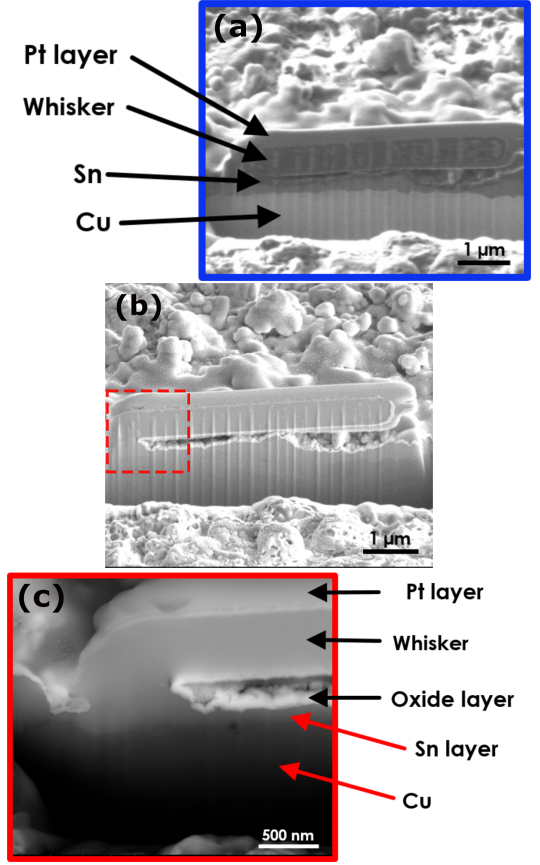 (a)
Pt layer
Whisker
Sn
Cu
1 µm
(b)
1 µm
(c)
Pt layer
Whisker
Oxide layer
Sn layer
Cu
500 nm